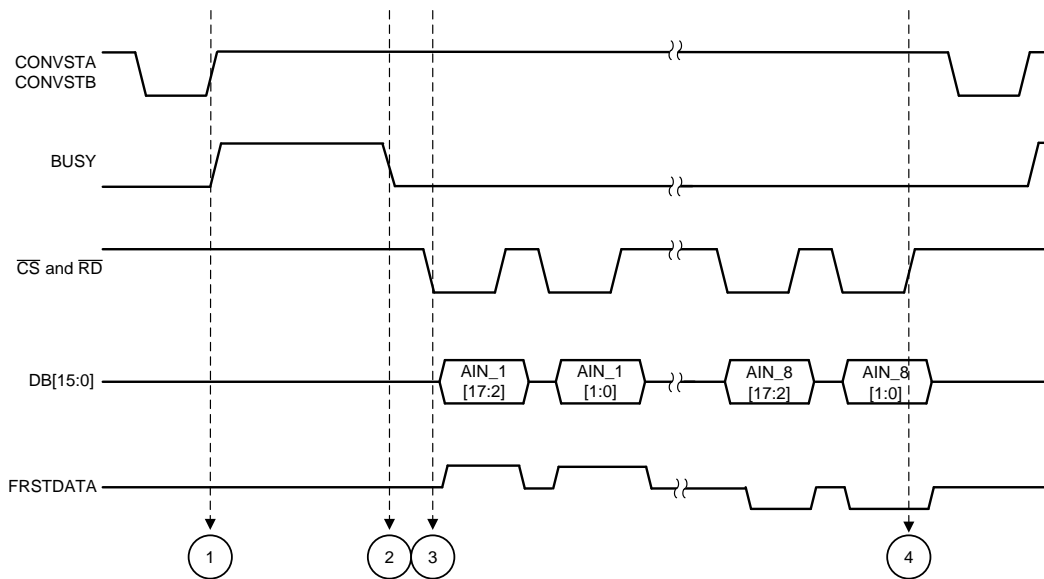 CONVSTA
CONVSTB
BUSY
CS and RD
DB[15:0]
AIN_1
[17:2]
AIN_1
[1:0]
AIN_8
[17:2]
AIN_8
[1:0]
FRSTDATA
1
2
3
4